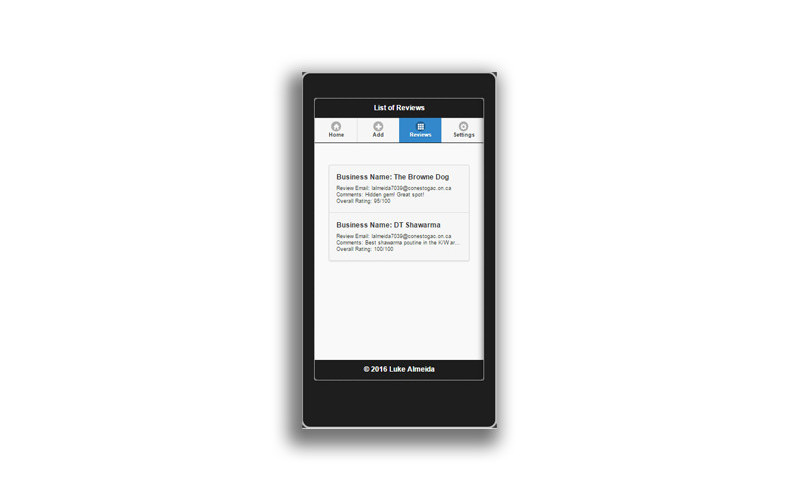 List of Reviews
Home Add Reviews Settings
Business Name: The Browne Dog
Review Email: lalmeida7039@conestogac.on.ca
Comments: Hidden gem! Great spot!
Overall Rating: 95/100
Business Name: DT Shawarma
Review Email: lalmeida7039@conestogac.on.ca
Comments: Best shawarma poutine in the K/W ar...
Overall Rating: 100/100
© 2016 Luke Almeida